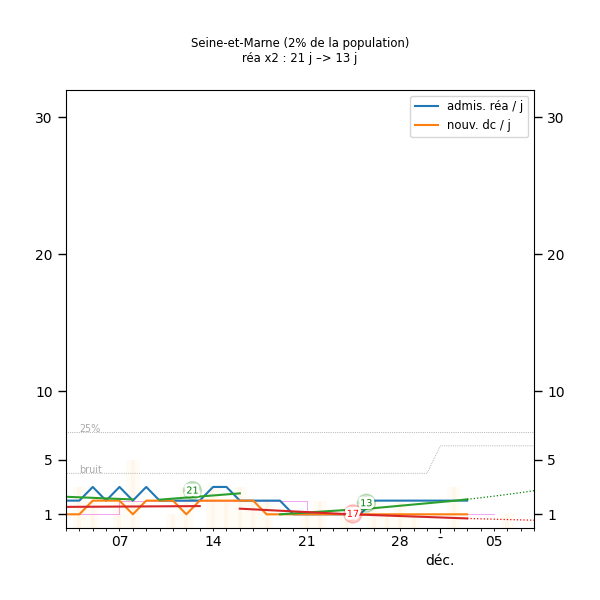 Seine-et-Marne (2% de la population)
réa x2 : 21 j –> 13 j
admis. réa / j
nouv. dc / j
30 30
20 20
10 10
25%
5 5
bruit
21
13
17
1 1
07 14 21 28 - 05
déc.